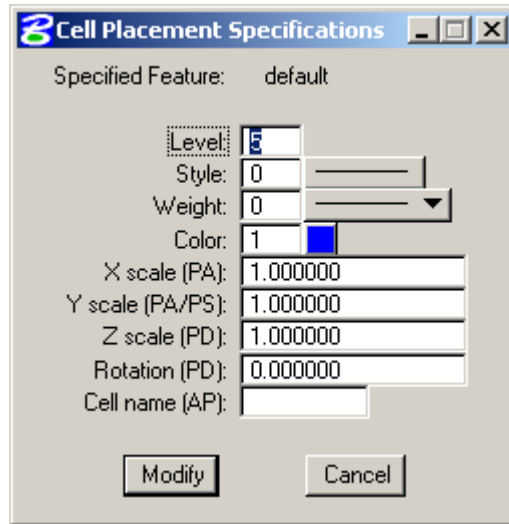 Cell Placement Specifications
Specified Feature: default
Level: 5
Style: 0
Weight: 0
Color: 1
X scale (PA): 1.000000
Y scale (PA/PS): 1.000000
Z scale (PD): 1.000000
Rotation (PD): 0.000000
Cell name (AP):
Modify Cancel